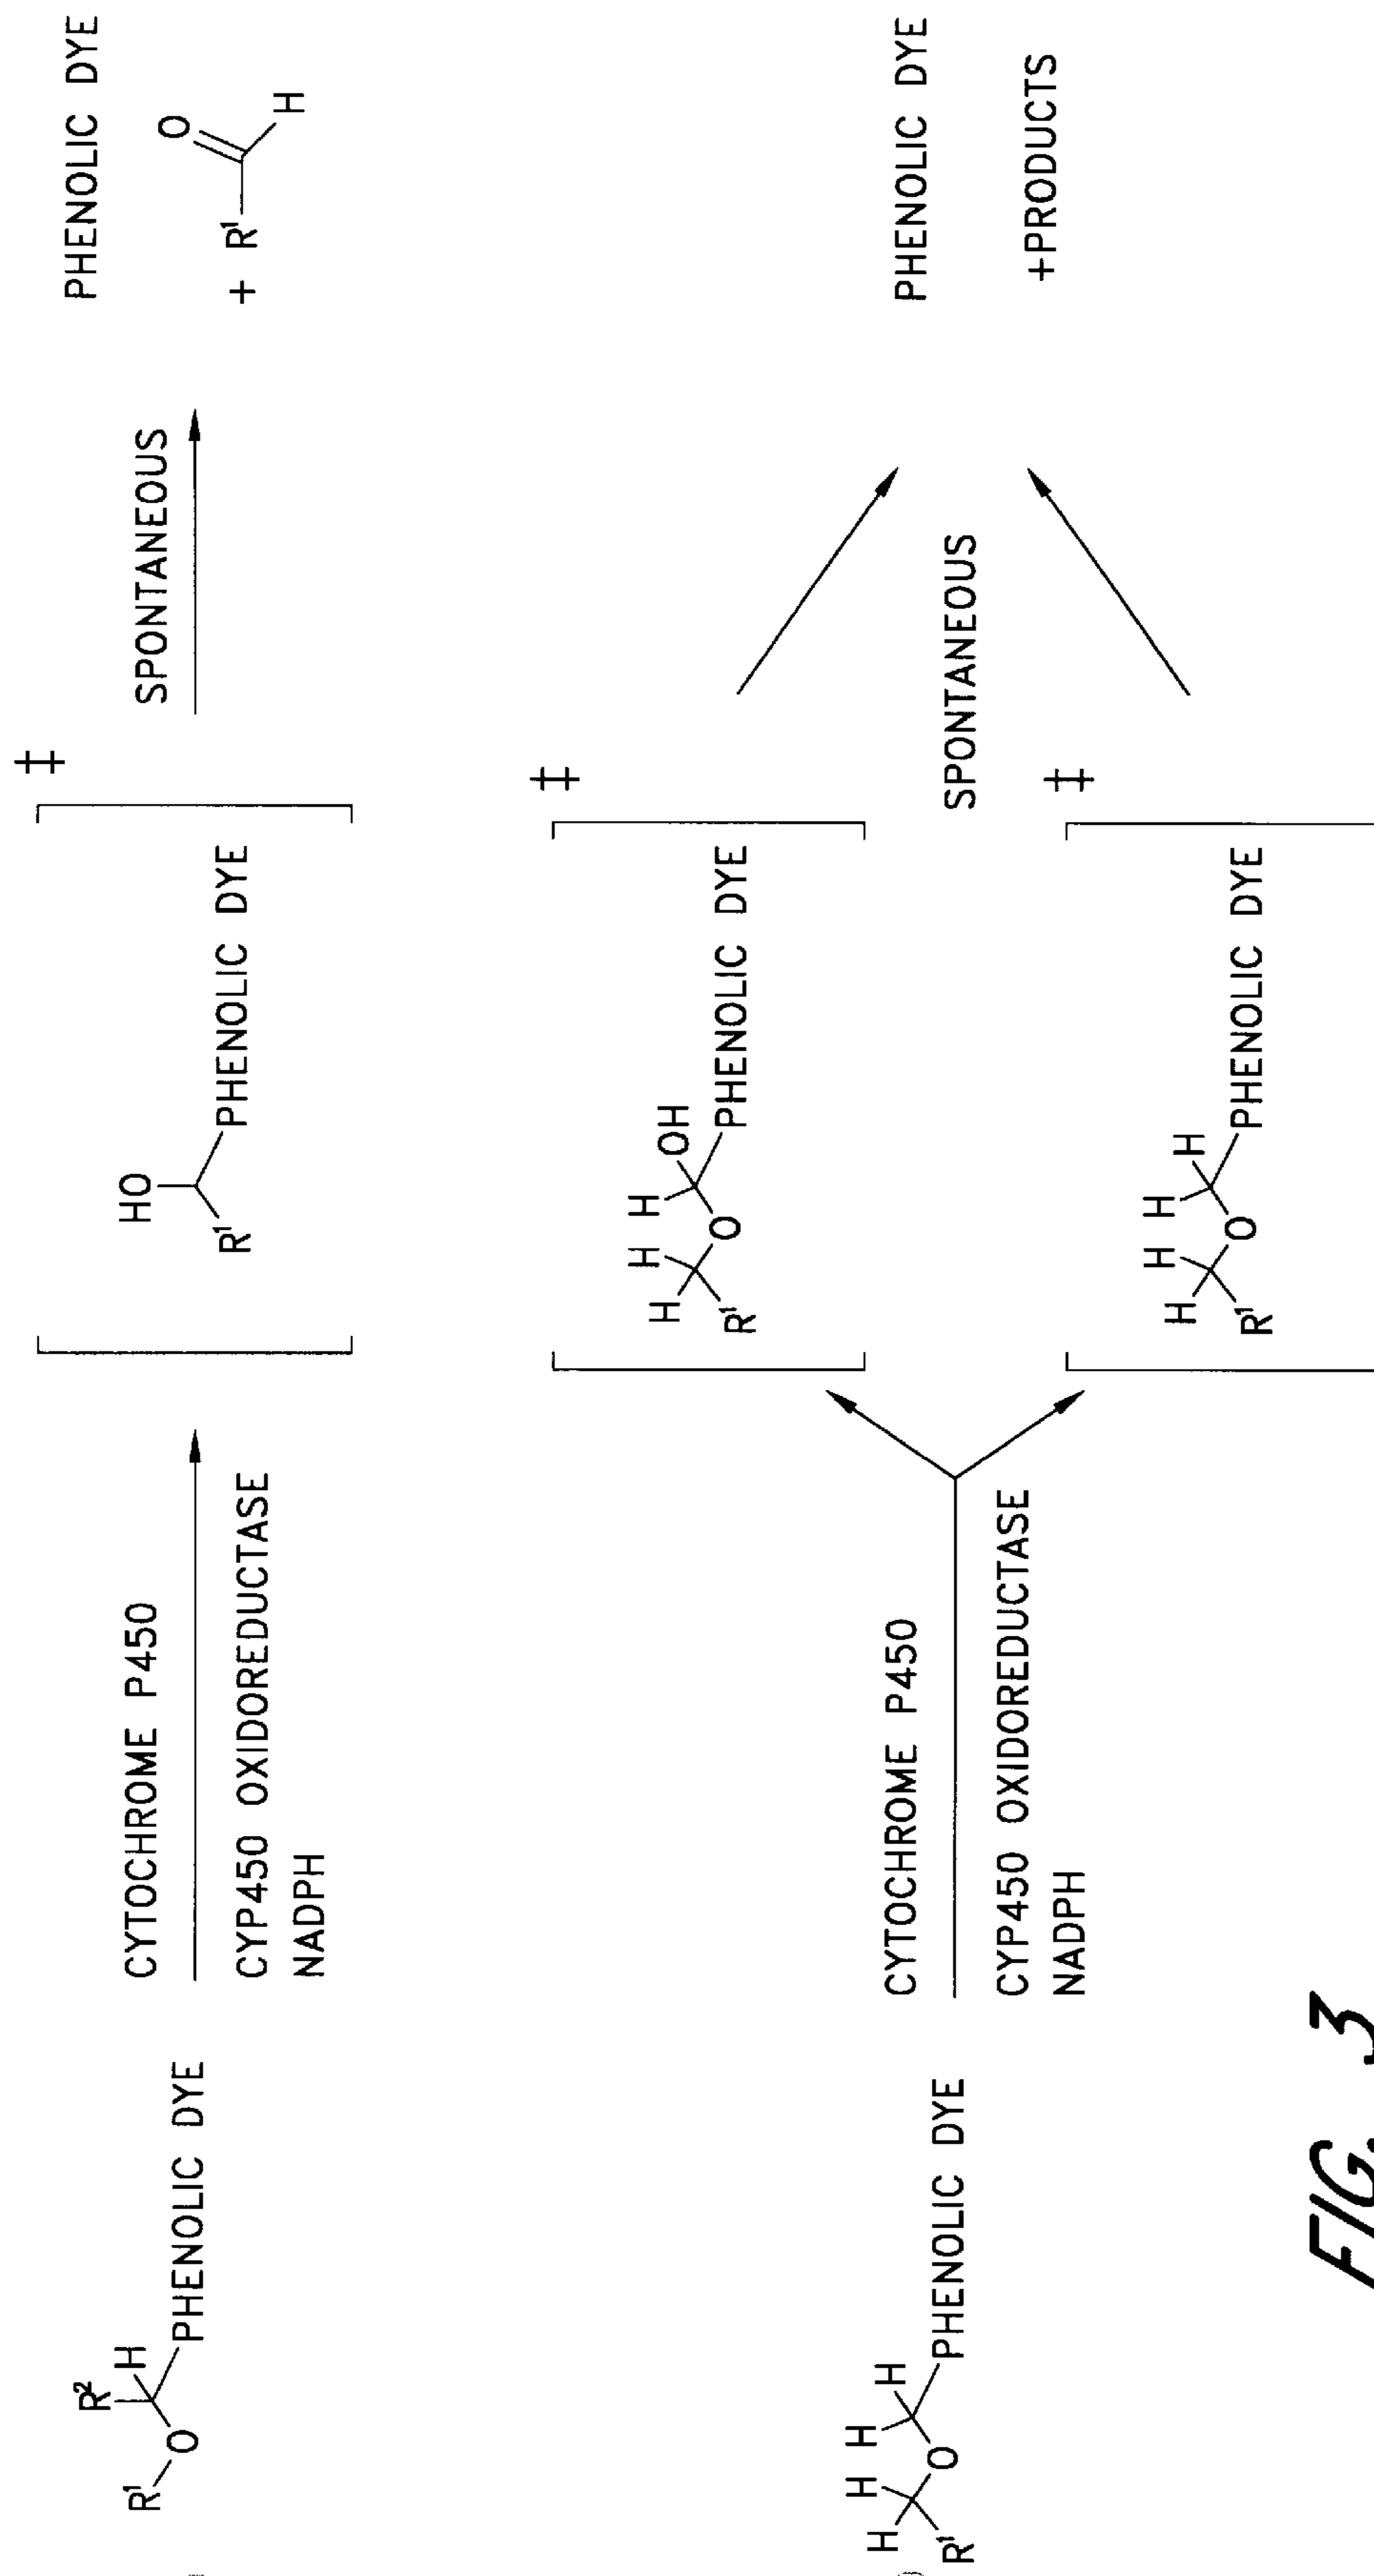 R¹
O
R²
H
PHENOLIC DYE
CYTOCHROME P450
CYP450 OXIDOREDUCTASE
NADPH
HO
R¹
PHENOLIC DYE
‡
SPONTANEOUS
PHENOLIC DYE
+ R¹
O
H
H
H
H
H
R¹
O
PHENOLIC DYE
CYTOCHROME P450
CYP450 OXIDOREDUCTASE
NADPH
H
H
H
OH
R¹
O
PHENOLIC DYE
‡
H
H
H
H
R¹
O
PHENOLIC DYE
‡
SPONTANEOUS
PHENOLIC DYE
+PRODUCTS
FIG. 3